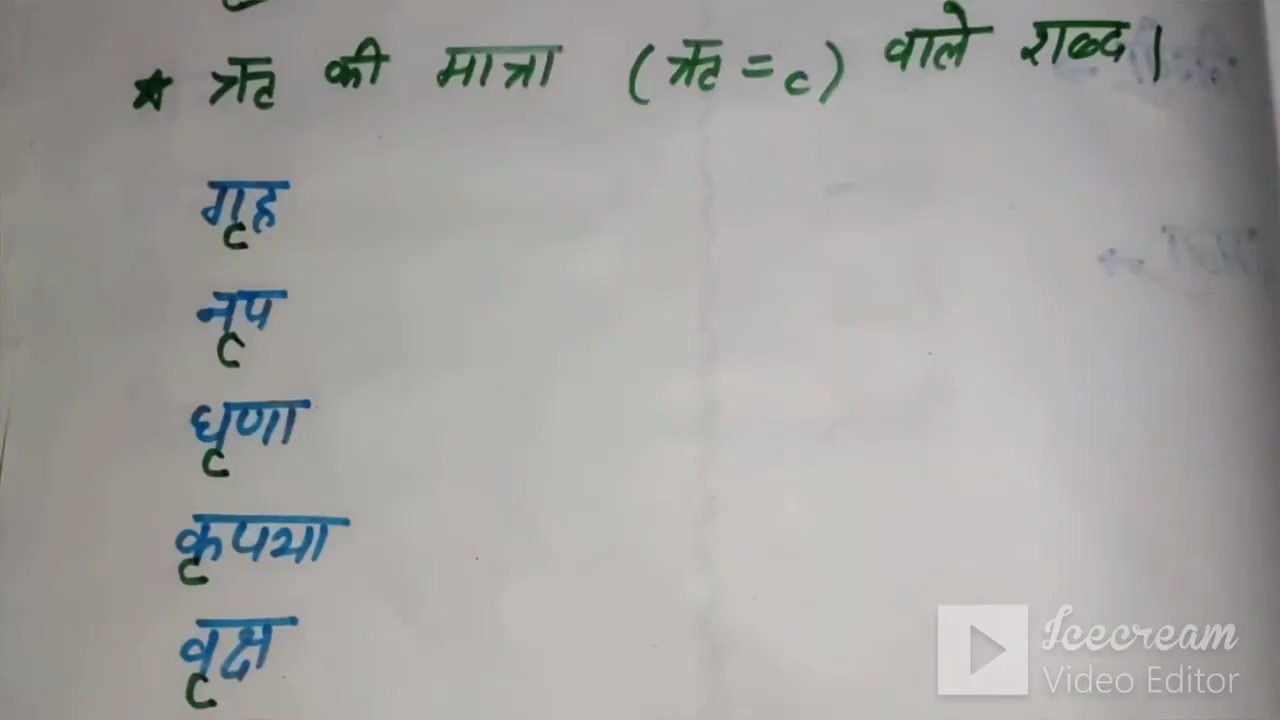 ★ ऋ की मात्रा (ऋ = ृ) वाले शब्द।
गृह
नृप
घृणा
कृपया
वृक्ष
Icecream
Video Editor